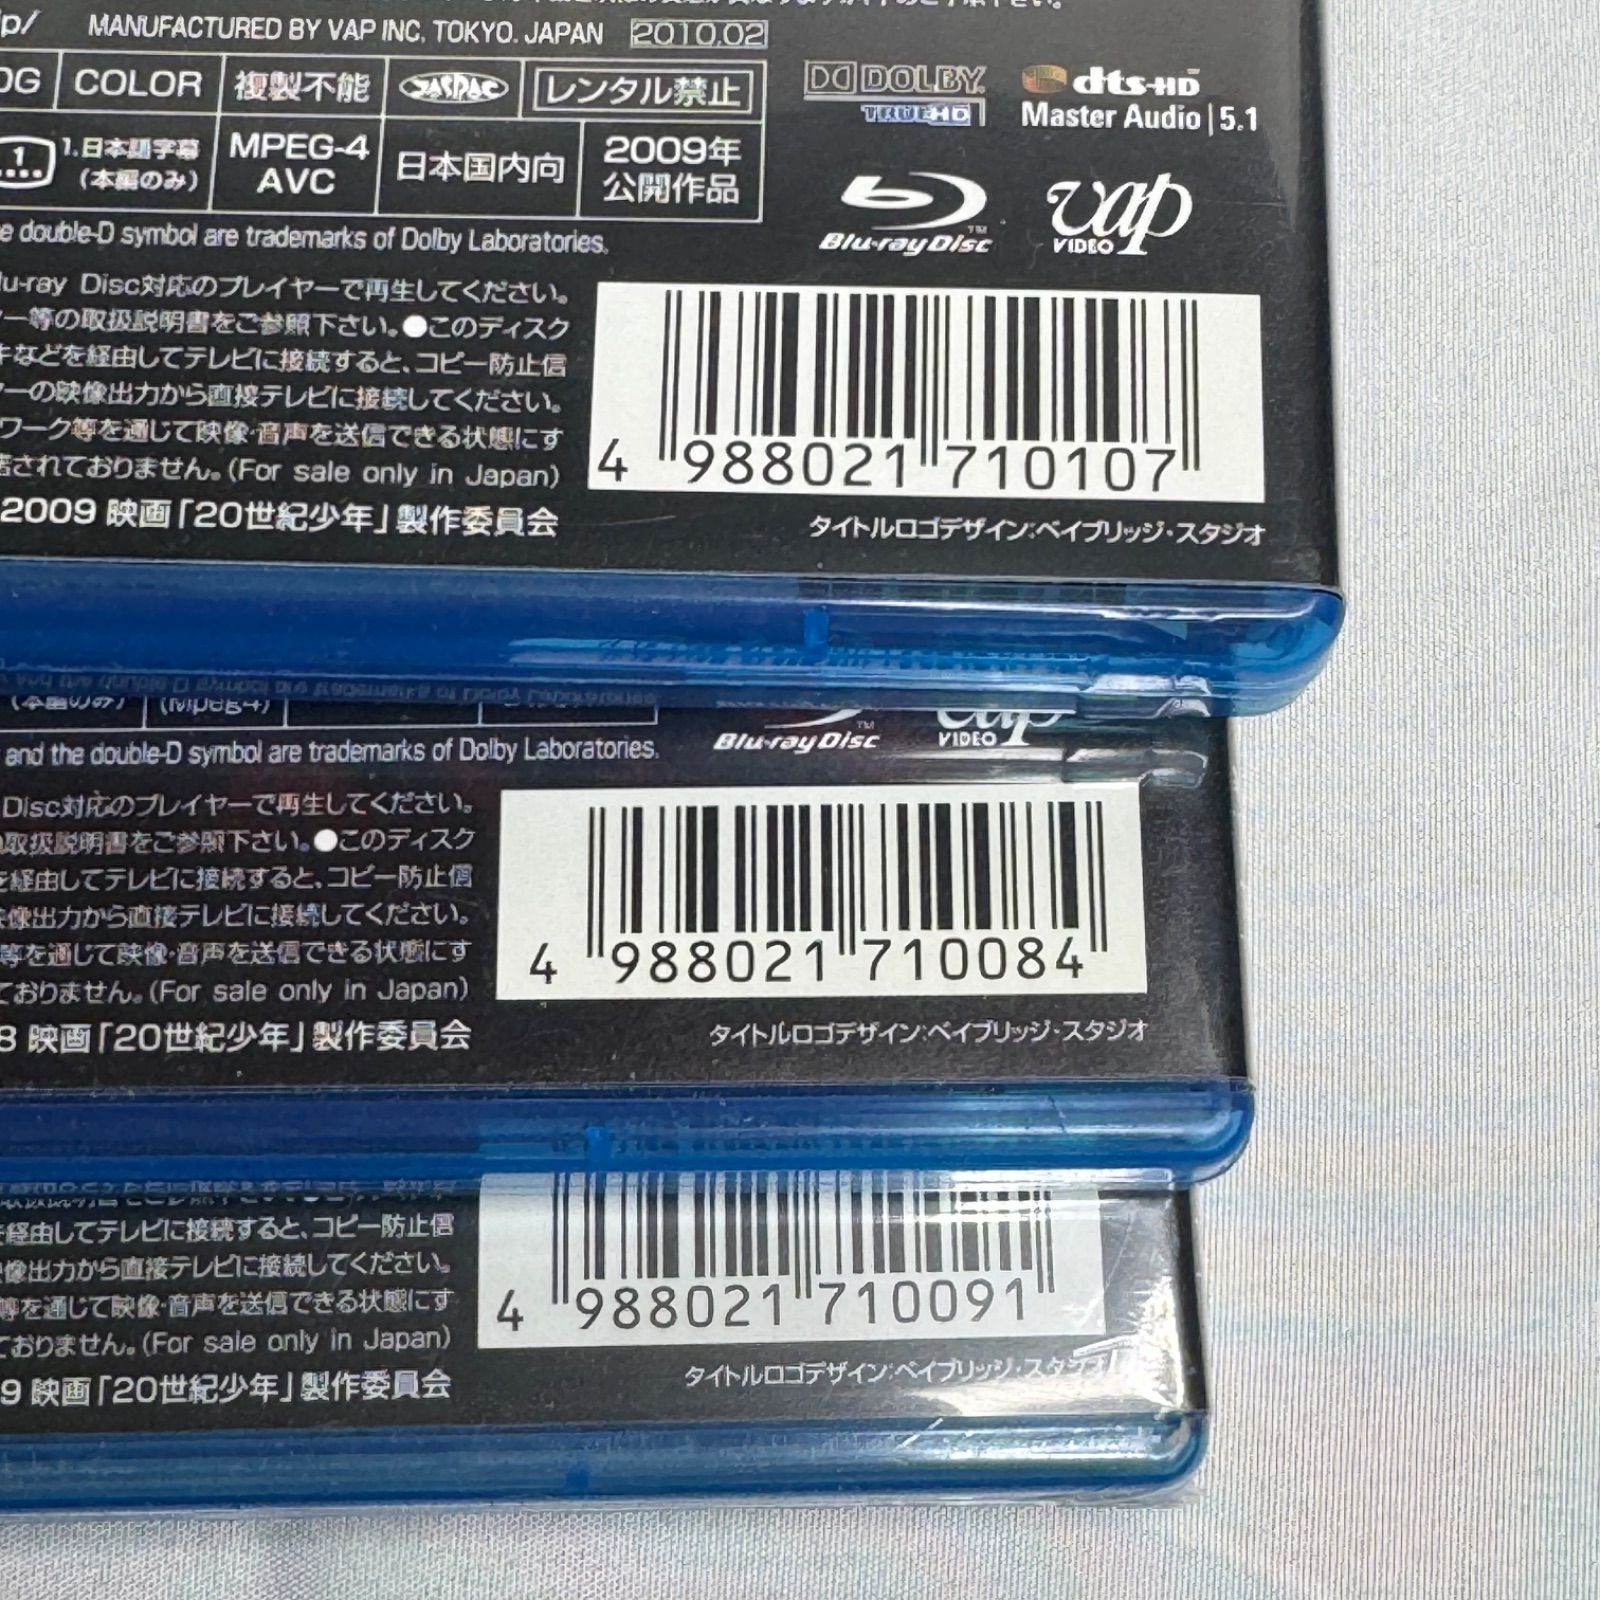 p/ MANUFACTURED BY VAP INC, TOKYO. JAPAN 2010.02
COLOR 複製不能 JASRAC レンタル禁止
DOLBY TRUEHD
dts-HD Master Audio | 5.1
1 1.日本語字幕 (本編のみ)
MPEG-4 AVC
日本国内向
2009年 公開作品
Blu-ray Disc™
vap VIDEO
double-D symbol are trademarks of Dolby Laboratories.
lu-ray Disc対応のプレイヤーで再生してください。
ー等の取扱説明書をご参照下さい。●このディスク
キなどを経由してテレビに接続すると、コピー防止信
ヤーの映像出力から直接テレビに接続してください。
ワーク等を通じて映像・音声を送信できる状態にす
されておりません。(For sale only in Japan)
2009 映画「20世紀少年」製作委員会
4 988021 710107
タイトルロゴデザイン:ベイブリッジ・スタジオ
(本編のみ) (Mpeg4)
Blu-ray Disc™
vap VIDEO
and the double-D symbol are trademarks of Dolby Laboratories.
Disc対応のプレイヤーで再生してください。
取扱説明書をご参照下さい。●このディスク
を経由してテレビに接続すると、コピー防止信
像出力から直接テレビに接続してください。
等を通じて映像・音声を送信できる状態にす
ておりません。(For sale only in Japan)
8 映画「20世紀少年」製作委員会
4 988021 710084
タイトルロゴデザイン:ベイブリッジ・スタジオ
を経由してテレビに接続すると、コピー防止信
像出力から直接テレビに接続してください。
等を通じて映像・音声を送信できる状態にす
ておりません。(For sale only in Japan)
9 映画「20世紀少年」製作委員会
4 988021 710091
タイトルロゴデザイン:ベイブリッジ・スタジオ